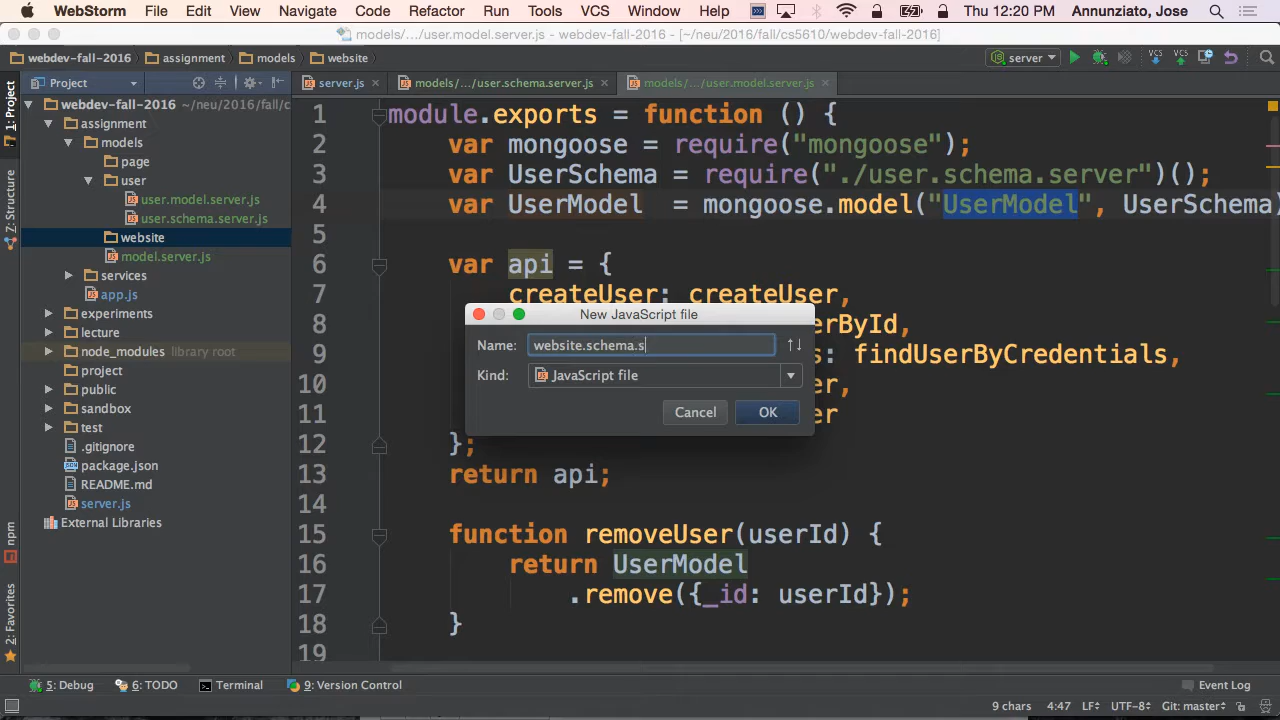 WebStorm File Edit View Navigate Code Refactor Run Tools VCS Window Help Thu 12:20 PM Annunziato, Jose
models/.../user.model.server.js - webdev-fall-2016 - [~/neu/2016/fall/cs5610/webdev-fall-2016]
webdev-fall-2016 assignment models website server VCS VCS
Project server.js models/.../user.schema.server.js models/.../user.model.server.js
1: Project
Z: Structure
npm
2: Favorites
webdev-fall-2016 ~/neu/2016/fall/c
assignment
models
page
user
user.model.server.js
user.schema.server.js
website
model.server.js
services
app.js
experiments
lecture
node_modules library root
project
public
sandbox
test
.gitignore
package.json
README.md
server.js
External Libraries
1 module.exports = function () {
2 var mongoose = require("mongoose");
3 var UserSchema = require("./user.schema.server")();
4 var UserModel = mongoose.model("UserModel", UserSchema)
5
6 var api = {
7 createUser: createUser,
8 erById,
9 s: findUserByCredentials,
10 er,
11 er
12 };
13 return api;
14
15 function removeUser(userId) {
16 return UserModel
17 .remove({_id: userId});
18 }
19
New JavaScript file
Name: website.schema.s
Kind: JavaScript file
Cancel OK
5: Debug 6: TODO Terminal 9: Version Control Event Log
9 chars 4:47 LF÷ UTF-8÷ Git: master÷